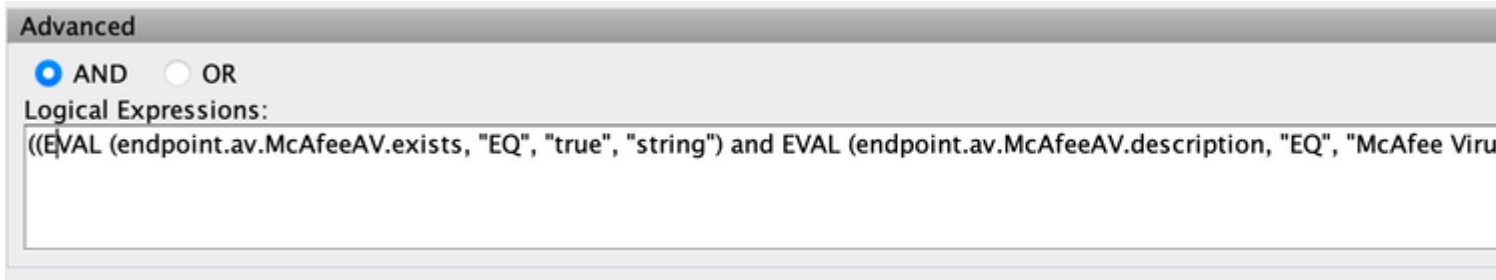 Advanced
AND OR
Logical Expressions:
((EVAL (endpoint.av.McAfeeAV.exists, "EQ", "true", "string") and EVAL (endpoint.av.McAfeeAV.description, "EQ", "McAfee Viru